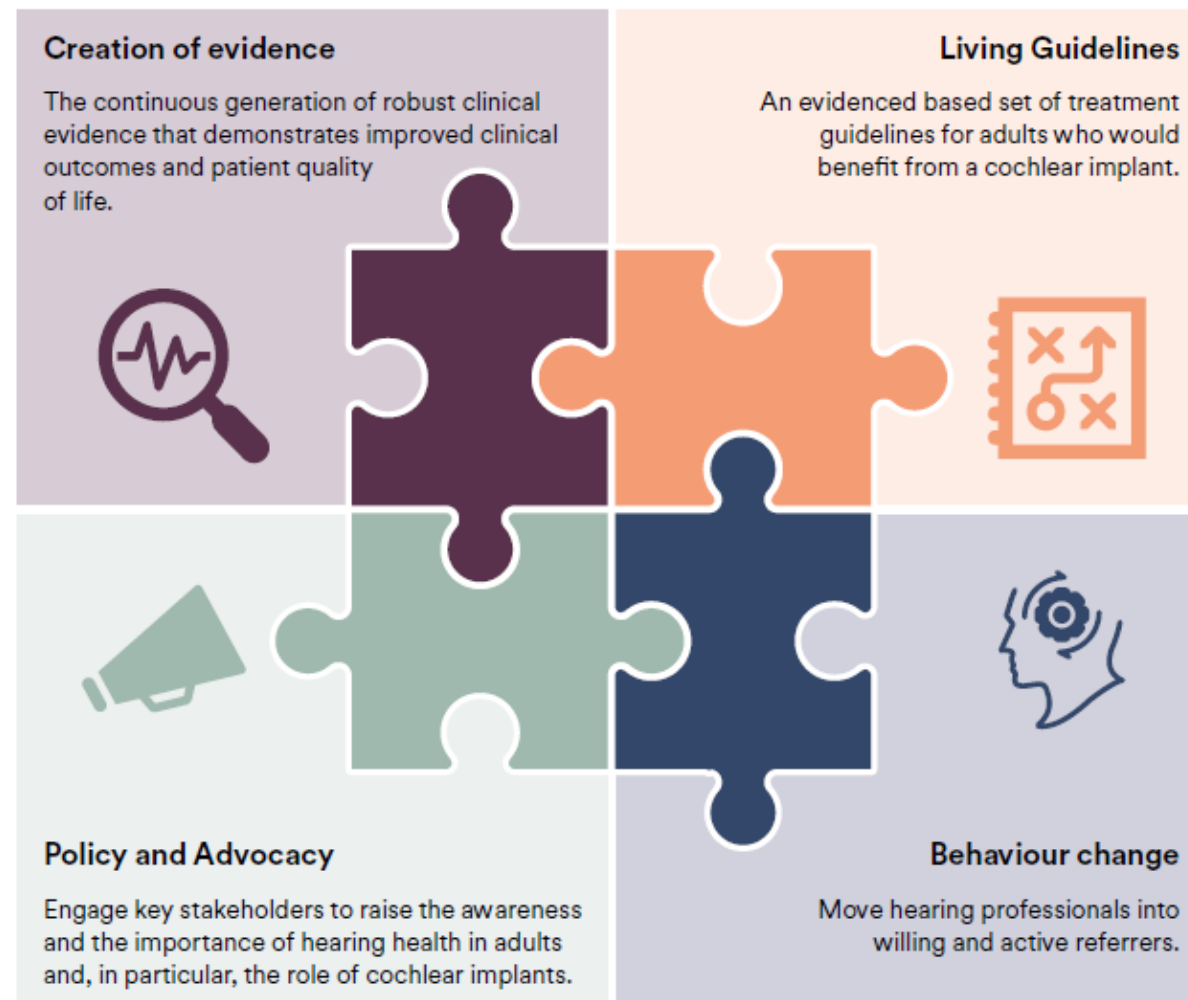 Creation of evidence
The continuous generation of robust clinical
evidence that demonstrates improved clinical
outcomes and patient quality
of life.
Living Guidelines
An evidenced based set of treatment
guidelines for adults who would
benefit from a cochlear implant.
Policy and Advocacy
Engage key stakeholders to raise the awareness
and the importance of hearing health in adults
and, in particular, the role of cochlear implants.
Behaviour change
Move hearing professionals into
willing and active referrers.